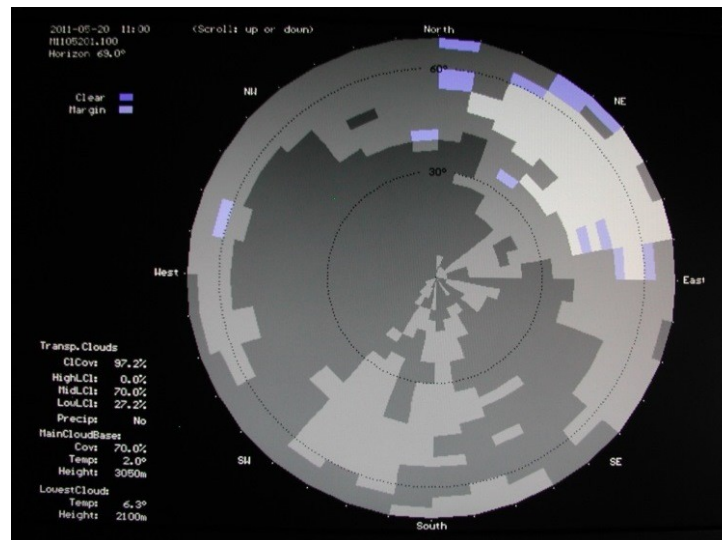 2011-05-20 11:00 (Scroll: up or down)
M1105201.100
Horizon 69.0°
Clear
Margin
North
60°
NW
NE
30°
West
East
Transp.Clouds
ClCov: 97.2%
HighLCl: 0.0%
MidLCl: 70.0%
LowLCl: 27.2%
Precip: No
MainCloudBase:
Cov: 70.0%
Temp: 2.0°
Height: 3050m
LowestCloud:
Temp: 6.3°
Height: 2100m
SW
SE
South